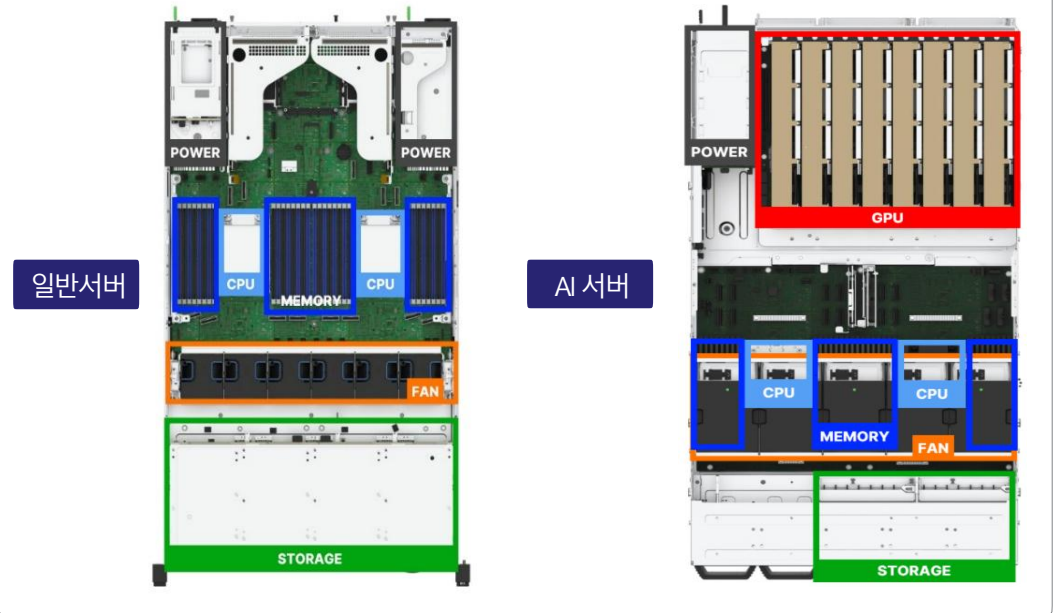 일반서버
POWER
POWER
CPU
MEMORY
CPU
FAN
STORAGE
AI 서버
POWER
GPU
CPU
CPU
MEMORY
FAN
STORAGE